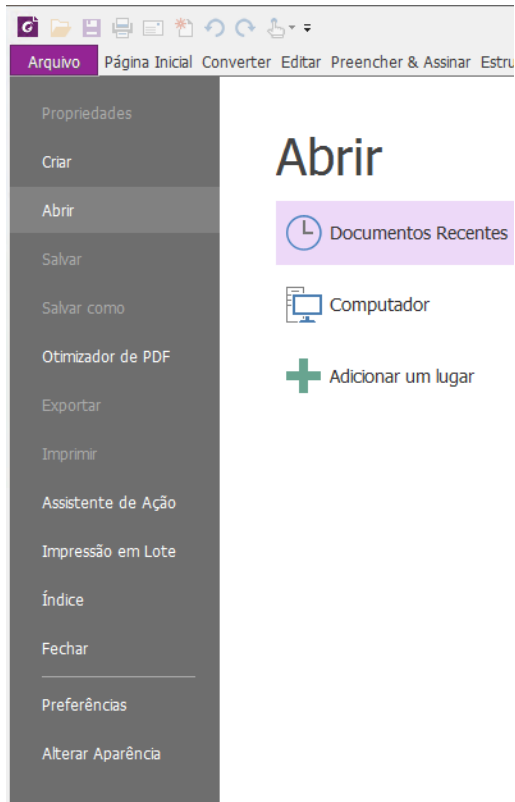 Arquivo Página Inicial Converter Editar Preencher & Assinar Estru
Propriedades
Criar
Abrir
Salvar
Salvar como
Otimizador de PDF
Exportar
Imprimir
Assistente de Ação
Impressão em Lote
Índice
Fechar
Preferências
Alterar Aparência
Abrir
Documentos Recentes
Computador
Adicionar um lugar